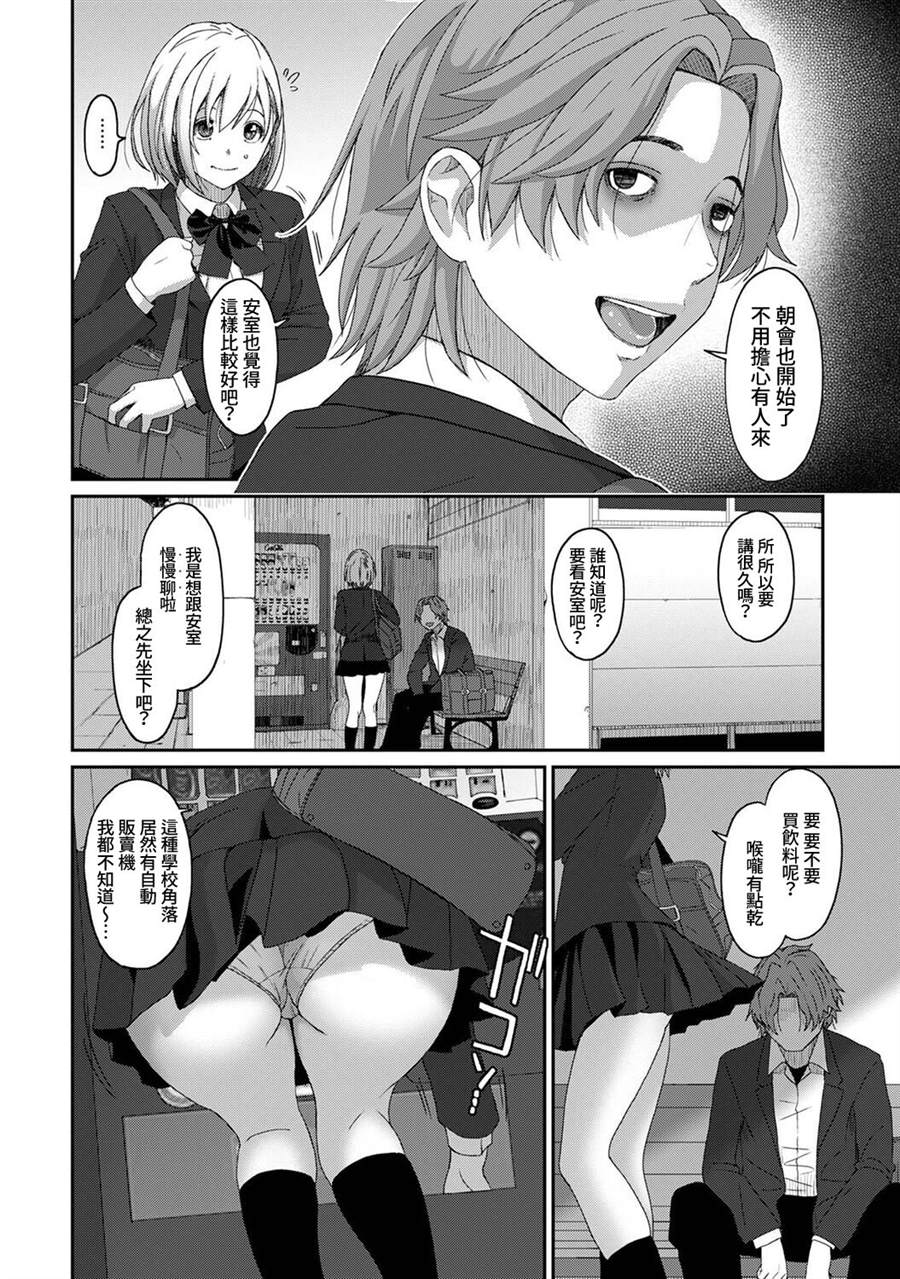 朝會也開始了
不用擔心有人來
安室也覺得
這樣比較好吧?
……
所所以要
講很久嗎?
誰知道呢?
要看安室吧?
我是想跟安室
慢慢聊啦
總之先坐下吧?
要要不要
買飲料呢?
喉嚨有點乾
這種學校角落
居然有自動
販賣機
我都不知道～……
ガコン…